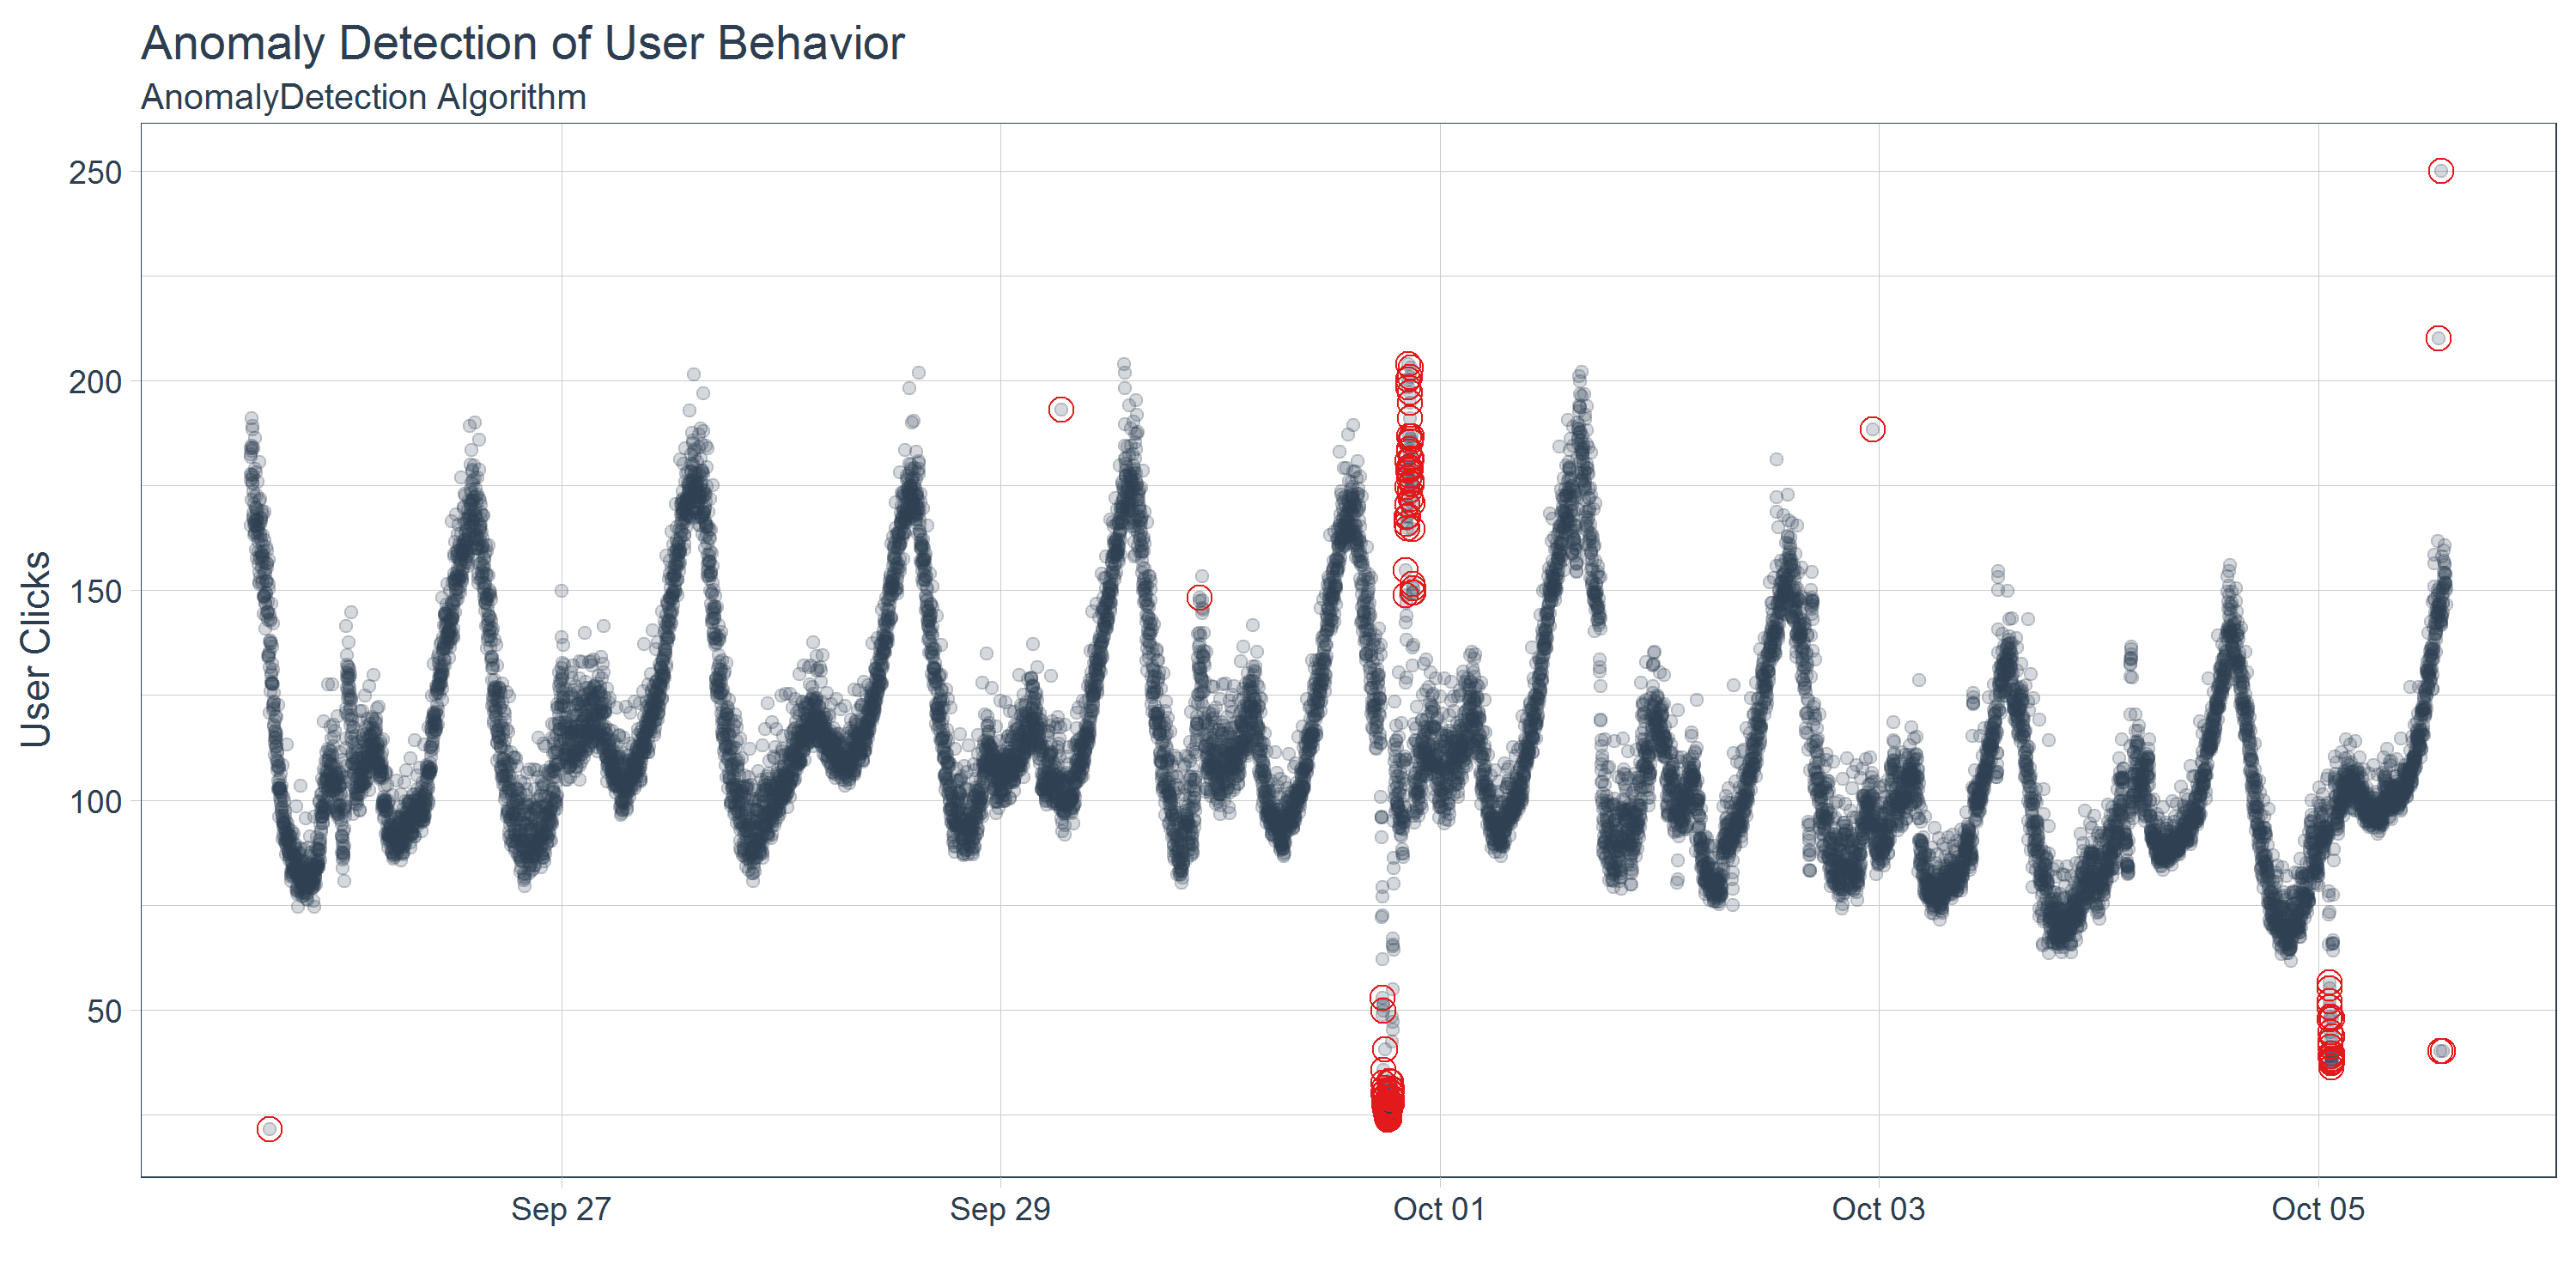 Anomaly Detection of User Behavior
AnomalyDetection Algorithm
250
200
150
100
50
User Clicks
Sep 27
Sep 29
Oct 01
Oct 03
Oct 05